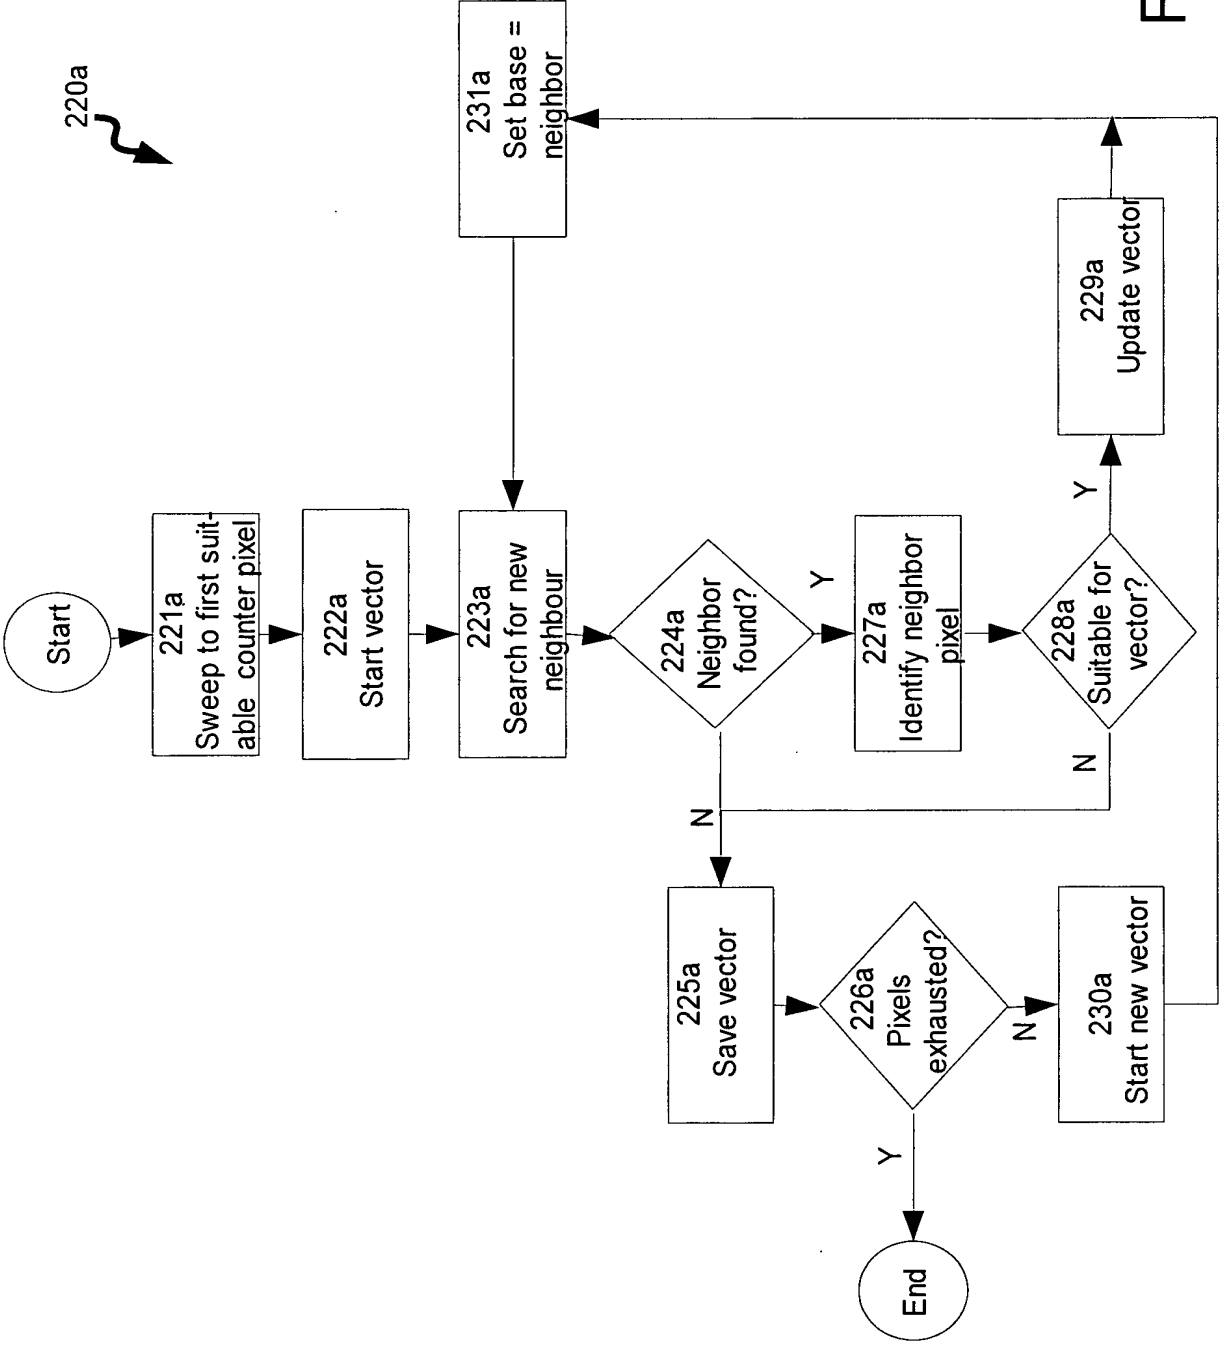 220a
Start
221a
Sweep to first suit-
able counter pixel
222a
Start vector
223a
Search for new
neighbour
231a
Set base =
neighbor
224a
Neighbor
found?
Y
N
227a
Identify neighbor
pixel
228a
Suitable for
vector?
Y
N
229a
Update vector
225a
Save vector
226a
Pixels
exhausted?
Y
N
230a
Start new vector
End
F